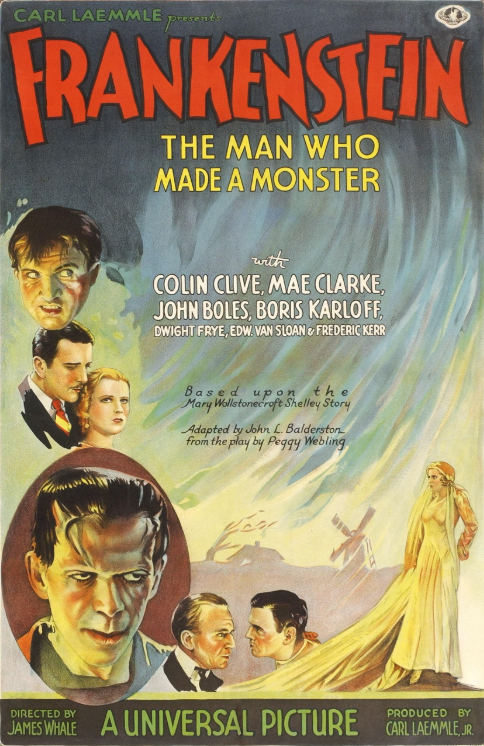 CARL LAEMMLE presents
FRANKENSTEIN
THE MAN WHO
MADE A MONSTER
with
COLIN CLIVE, MAE CLARKE,
JOHN BOLES, BORIS KARLOFF,
DWIGHT FRYE, EDW. VAN SLOAN & FREDERIC KERR
Based upon the
Mary Wollstonecroft Shelley Story
Adapted by John L. Balderston
from the play by Peggy Webling
DIRECTED BY
JAMES WHALE
A UNIVERSAL PICTURE
PRODUCED BY
CARL LAEMMLE, JR.